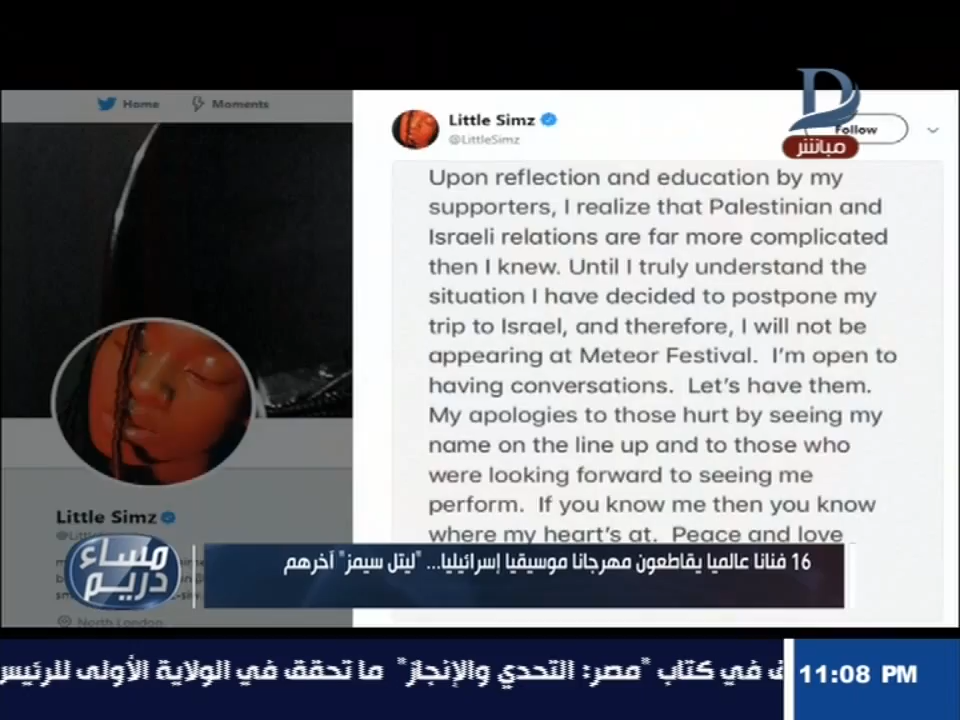 Home Moments
Little Simz
@LittleSimz
Follow
مباشر
Upon reflection and education by my
supporters, I realize that Palestinian and
Israeli relations are far more complicated
then I knew. Until I truly understand the
situation I have decided to postpone my
trip to Israel, and therefore, I will not be
appearing at Meteor Festival. I'm open to
having conversations. Let's have them.
My apologies to those hurt by seeing my
name on the line up and to those who
were looking forward to seeing me
perform. If you know me then you know
where my heart's at. Peace and love
Little Simz
North London
مساء
دريم
16 فنانا عالميا يقاطعون مهرجانا موسيقيا إسرائيليا... "ليتل سيمز" آخرهم
في كتاب "مصر: التحدي والإنجاز" ما تحقق في الولاية الأولى للرئيس
11:08 PM